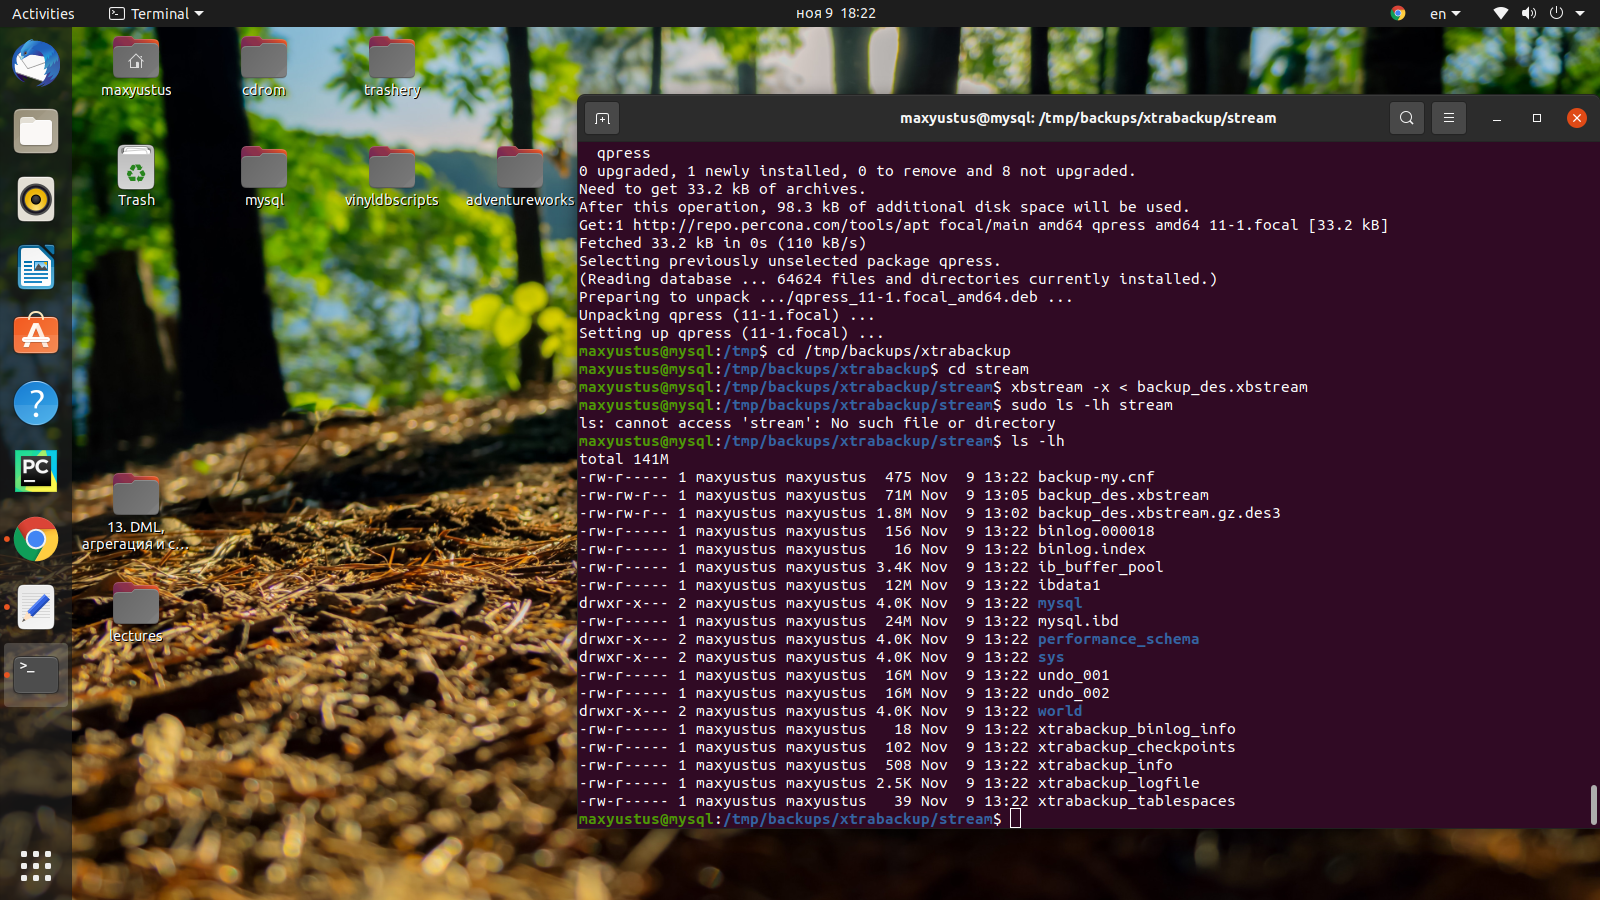 Activities
Terminal
ноя 9 18:22
en
maxyustus
cdrom
trashery
Trash
mysql
vinyldbscripts
adventureworks
13. DML,
агрегация и с...
lectures
?
PC
>_
maxyustus@mysql: /tmp/backups/xtrabackup/stream
qpress
0 upgraded, 1 newly installed, 0 to remove and 8 not upgraded.
Need to get 33.2 kB of archives.
After this operation, 98.3 kB of additional disk space will be used.
Get:1 http://repo.percona.com/tools/apt focal/main amd64 qpress amd64 11-1.focal [33.2 kB]
Fetched 33.2 kB in 0s (110 kB/s)
Selecting previously unselected package qpress.
(Reading database ... 64624 files and directories currently installed.)
Preparing to unpack .../qpress_11-1.focal_amd64.deb ...
Unpacking qpress (11-1.focal) ...
Setting up qpress (11-1.focal) ...
maxyustus@mysql:/tmp$ cd /tmp/backups/xtrabackup
maxyustus@mysql:/tmp/backups/xtrabackup$ cd stream
maxyustus@mysql:/tmp/backups/xtrabackup/stream$ xbstream -x < backup_des.xbstream
maxyustus@mysql:/tmp/backups/xtrabackup/stream$ sudo ls -lh stream
ls: cannot access 'stream': No such file or directory
maxyustus@mysql:/tmp/backups/xtrabackup/stream$ ls -lh
total 141M
-rw-r----- 1 maxyustus maxyustus  475 Nov  9 13:22 backup-my.cnf
-rw-rw-r-- 1 maxyustus maxyustus  71M Nov  9 13:05 backup_des.xbstream
-rw-rw-r-- 1 maxyustus maxyustus 1.8M Nov  9 13:02 backup_des.xbstream.gz.des3
-rw-r----- 1 maxyustus maxyustus  156 Nov  9 13:22 binlog.000018
-rw-r----- 1 maxyustus maxyustus   16 Nov  9 13:22 binlog.index
-rw-r----- 1 maxyustus maxyustus 3.4K Nov  9 13:22 ib_buffer_pool
-rw-r----- 1 maxyustus maxyustus  12M Nov  9 13:22 ibdata1
drwxr-x--- 2 maxyustus maxyustus 4.0K Nov  9 13:22 mysql
-rw-r----- 1 maxyustus maxyustus  24M Nov  9 13:22 mysql.ibd
drwxr-x--- 2 maxyustus maxyustus 4.0K Nov  9 13:22 performance_schema
drwxr-x--- 2 maxyustus maxyustus 4.0K Nov  9 13:22 sys
-rw-r----- 1 maxyustus maxyustus  16M Nov  9 13:22 undo_001
-rw-r----- 1 maxyustus maxyustus  16M Nov  9 13:22 undo_002
drwxr-x--- 2 maxyustus maxyustus 4.0K Nov  9 13:22 world
-rw-r----- 1 maxyustus maxyustus   18 Nov  9 13:22 xtrabackup_binlog_info
-rw-r----- 1 maxyustus maxyustus  102 Nov  9 13:22 xtrabackup_checkpoints
-rw-r----- 1 maxyustus maxyustus  508 Nov  9 13:22 xtrabackup_info
-rw-r----- 1 maxyustus maxyustus 2.5K Nov  9 13:22 xtrabackup_logfile
-rw-r----- 1 maxyustus maxyustus   39 Nov  9 13:22 xtrabackup_tablespaces
maxyustus@mysql:/tmp/backups/xtrabackup/stream$